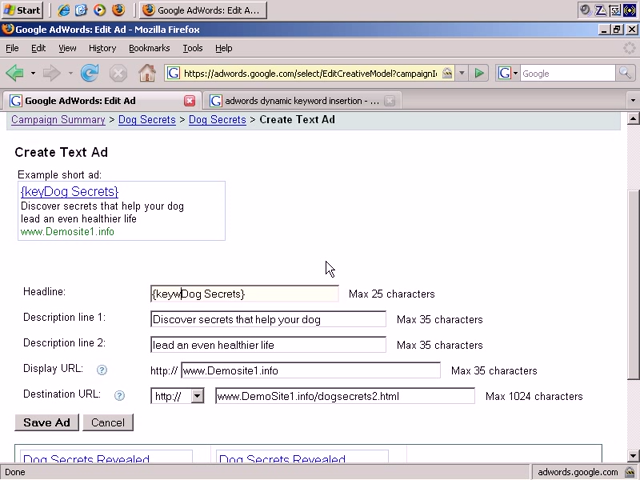 Start
Google AdWords: Edit A...
Google AdWords: Edit Ad - Mozilla Firefox
File Edit View History Bookmarks Tools Help
https://adwords.google.com/select/EditCreativeModel?campaignI
Google
Google AdWords: Edit Ad
adwords dynamic keyword insertion - ...
Campaign Summary > Dog Secrets > Dog Secrets > Create Text Ad
Create Text Ad
Example short ad:
{keyDog Secrets}
Discover secrets that help your dog
lead an even healthier life
www.Demosite1.info
Headline: {keywDog Secrets} Max 25 characters
Description line 1: Discover secrets that help your dog Max 35 characters
Description line 2: lead an even healthier life Max 35 characters
Display URL: ? http:// www.Demosite1.info Max 35 characters
Destination URL: ? http:// www.DemoSite1.info/dogsecrets2.html Max 1024 characters
Save Ad Cancel
Dog Secrets Revealed Dog Secrets Revealed
Done adwords.google.com